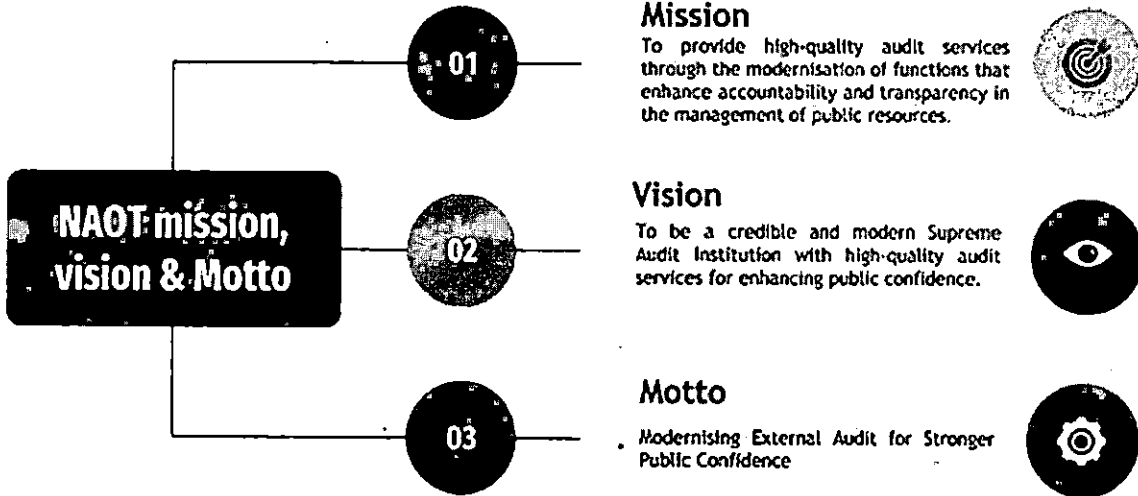 Mission
01
To provide high-quality audit services
through the modernisation of functions that
enhance accountability and transparency in
the management of public resources.
NAOT mission,
vision & Motto
Vision
02
To be a credible and modern Supreme
Audit Institution with high-quality audit
services for enhancing public confidence.
Motto
03
Modernising External Audit for Stronger
Public Confidence